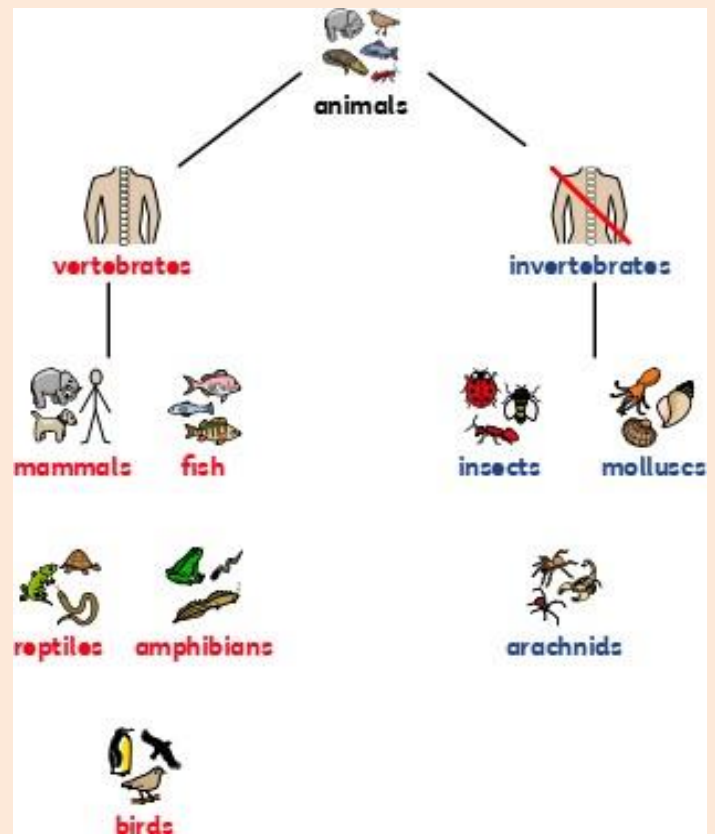 animals
vertebrates
invertebrates
mammals
fish
insects
molluscs
reptiles
amphibians
arachnids
birds